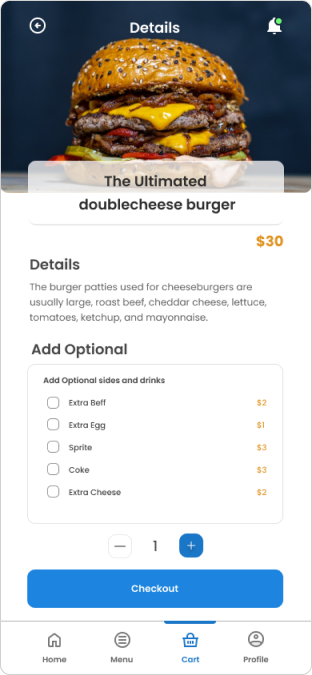 Details
The Ultimated
doublecheese burger
$30
Details
The burger patties used for cheeseburgers are
usually large, roast beef, cheddar cheese, lettuce,
tomatoes, ketchup, and mayonnaise.
Add Optional
Add Optional sides and drinks
Extra Beff $2
Extra Egg $1
Sprite $3
Coke $3
Extra Cheese $2
— 1 +
Checkout
Home Menu Cart Profile